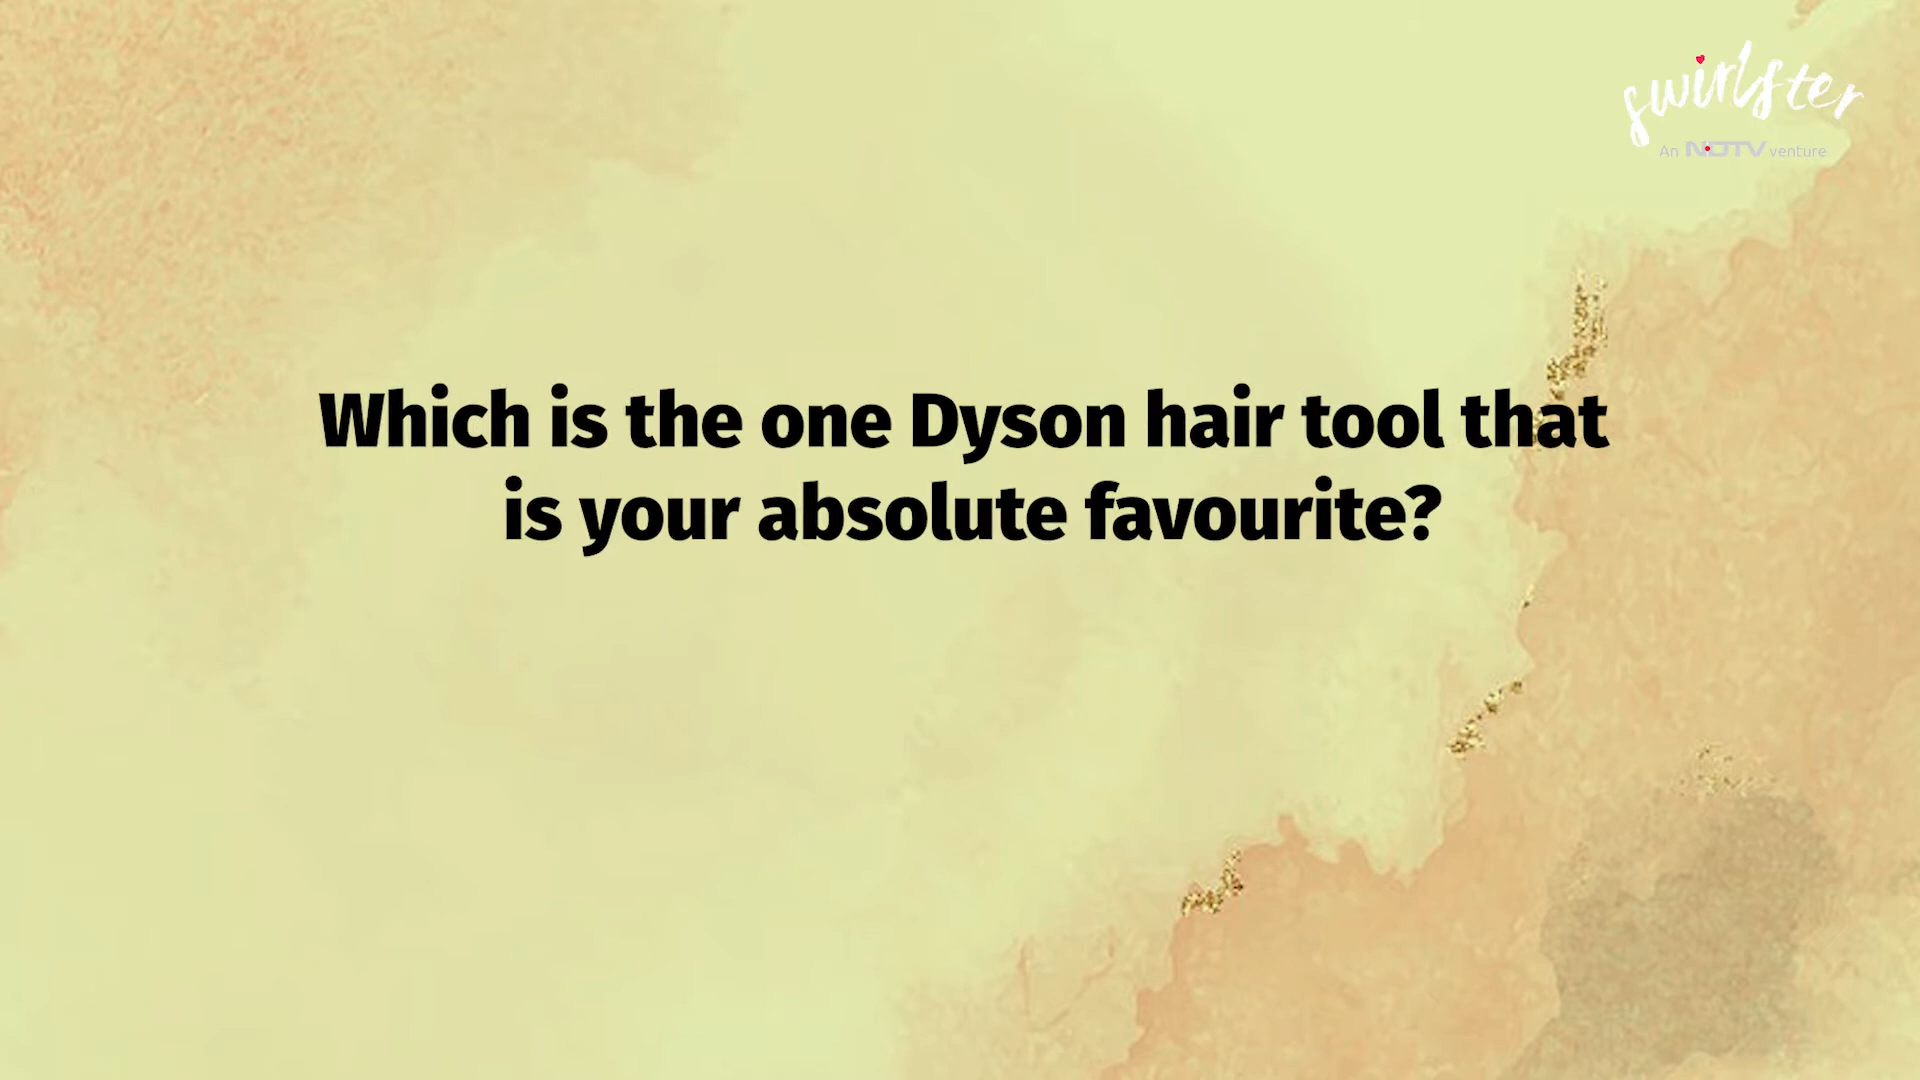 swirlster
An NDTV venture
Which is the one Dyson hair tool that
is your absolute favourite?